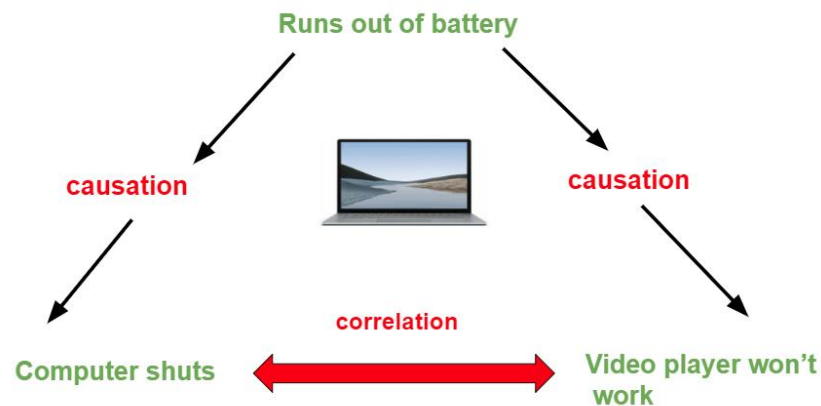 Runs out of battery
causation
causation
correlation
Computer shuts
Video player won't
work